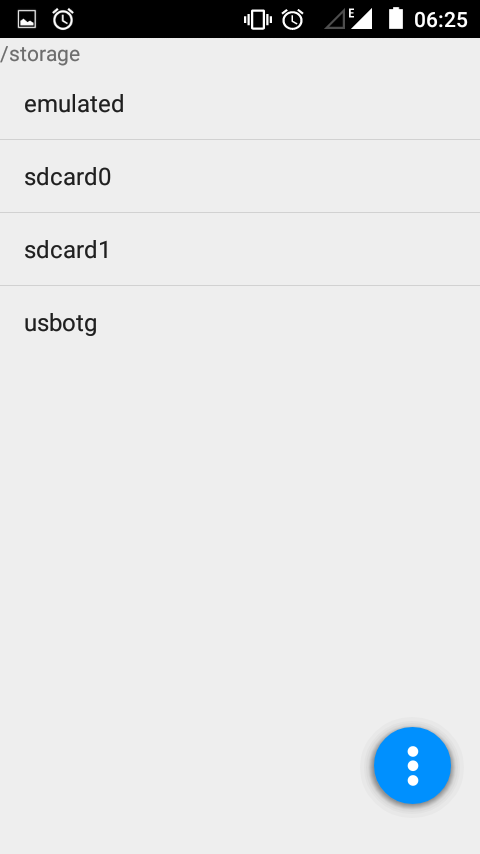 E 06:25
/storage
emulated
sdcard0
sdcard1
usbotg